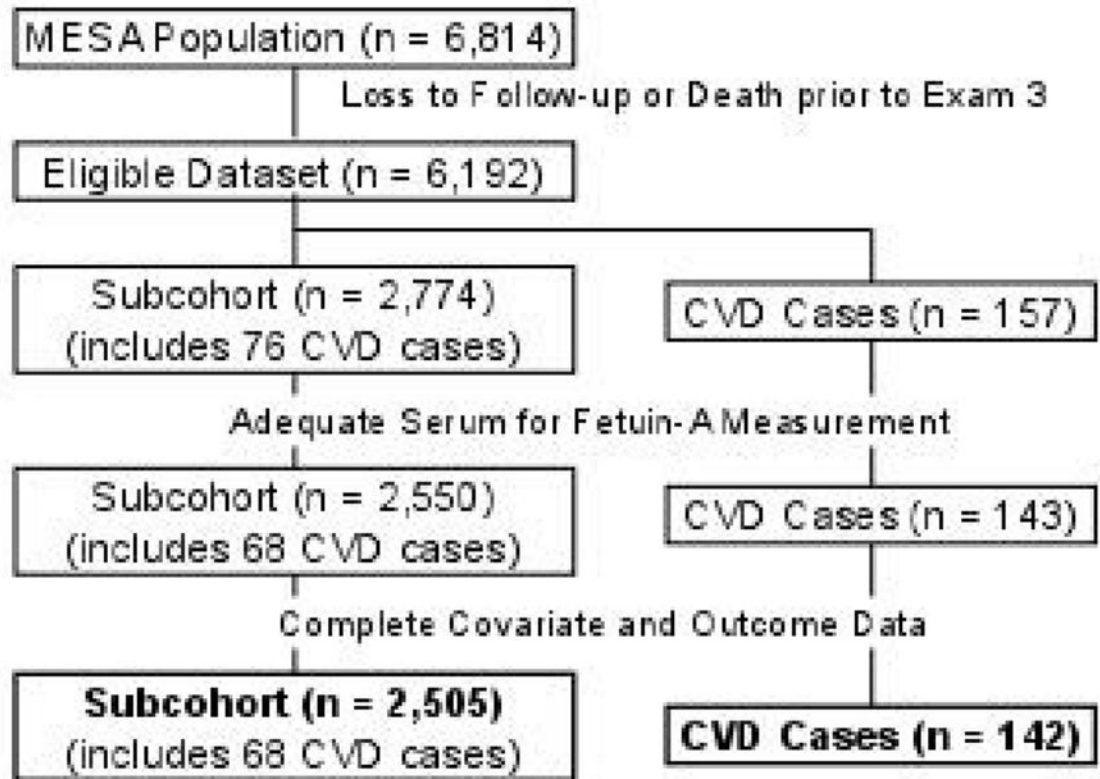 MESA Population (n = 6,814)
Loss to Follow-up or Death prior to Exam 3
Eligible Dataset (n = 6,192)
Subcohort (n = 2,774)
(includes 76 CVD cases)
CVD Cases (n = 157)
Adequate Serum for Fetuin-A Measurement
Subcohort (n = 2,550)
(includes 68 CVD cases)
CVD Cases (n = 143)
Complete Covariate and Outcome Data
Subcohort (n = 2,505)
(includes 68 CVD cases)
CVD Cases (n = 142)